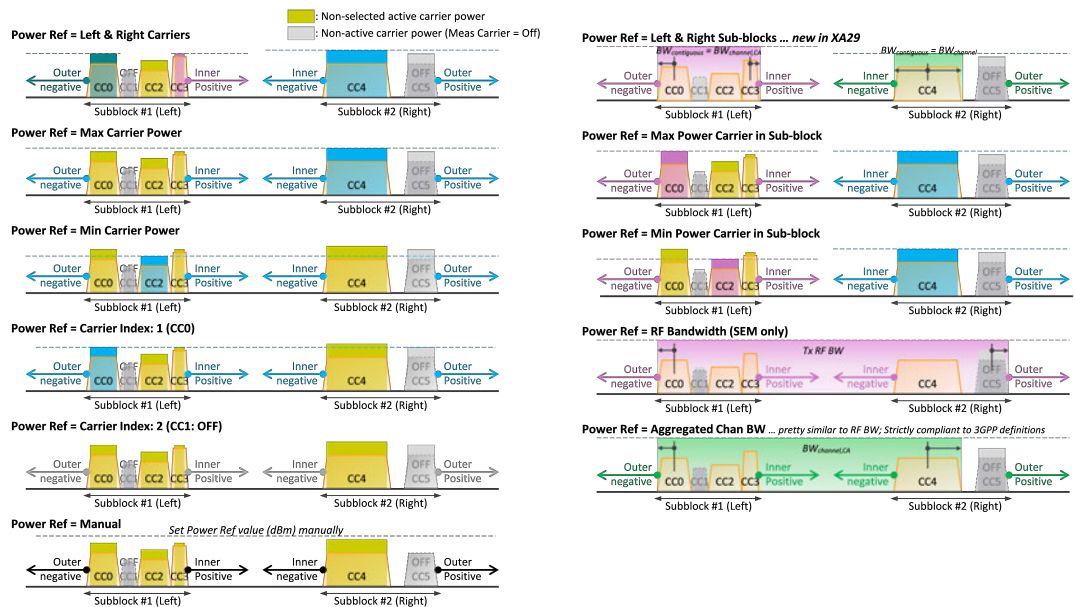 : Non-selected active carrier power
: Non-active carrier power (Meas Carrier = Off)
Power Ref = Left & Right Carriers
Outer
negative
OFF
CC0
CC1
CC2
CC3
Inner
Positive
Inner
negative
CC4
OFF
CC5
Outer
Positive
Subblock #1 (Left)
Subblock #2 (Right)
Power Ref = Max Carrier Power
Outer
negative
OFF
CC0
CC1
CC2
CC3
Inner
Positive
Inner
negative
CC4
OFF
CC5
Outer
Positive
Subblock #1 (Left)
Subblock #2 (Right)
Power Ref = Min Carrier Power
Outer
negative
OFF
CC0
CC1
CC2
CC3
Inner
Positive
Inner
negative
CC4
OFF
CC5
Outer
Positive
Subblock #1 (Left)
Subblock #2 (Right)
Power Ref = Carrier Index: 1 (CC0)
Outer
negative
OFF
CC0
CC1
CC2
CC3
Inner
Positive
Inner
negative
CC4
OFF
CC5
Outer
Positive
Subblock #1 (Left)
Subblock #2 (Right)
Power Ref = Carrier Index: 2 (CC1: OFF)
Outer
negative
OFF
CC0
CC1
CC2
CC3
Inner
Positive
Inner
negative
CC4
OFF
CC5
Outer
Positive
Subblock #1 (Left)
Subblock #2 (Right)
Power Ref = Manual
Set Power Ref value (dBm) manually
Outer
negative
OFF
CC0
CC1
CC2
CC3
Inner
Positive
Inner
negative
CC4
OFF
CC5
Outer
Positive
Subblock #1 (Left)
Subblock #2 (Right)
Power Ref = Left & Right Sub-blocks ... new in XA29
BWcontiguous = BWchannel,CA
BWcontiguous = BWchannel
Outer
negative
CC0
CC1
CC2
CC3
Inner
Positive
Inner
negative
CC4
OFF
CC5
Outer
Positive
Subblock #1 (Left)
Subblock #2 (Right)
Power Ref = Max Power Carrier in Sub-block
Outer
negative
CC0
CC1
CC2
CC3
Inner
Positive
Inner
negative
CC4
OFF
CC5
Outer
Positive
Subblock #1 (Left)
Subblock #2 (Right)
Power Ref = Min Power Carrier in Sub-block
Outer
negative
CC0
CC1
CC2
CC3
Inner
Positive
Inner
negative
CC4
OFF
CC5
Outer
Positive
Subblock #1 (Left)
Subblock #2 (Right)
Power Ref = RF Bandwidth (SEM only)
Tx RF BW
Outer
negative
CC0
CC1
CC2
CC3
Inner
Positive
Inner
negative
CC4
OFF
CC5
Outer
Positive
Subblock #1 (Left)
Subblock #2 (Right)
Power Ref = Aggregated Chan BW ... pretty similar to RF BW; Strictly compliant to 3GPP definitions
BWchannel,CA
Outer
negative
CC0
CC1
CC2
CC3
Inner
Positive
Inner
negative
CC4
OFF
CC5
Outer
Positive
Subblock #1 (Left)
Subblock #2 (Right)